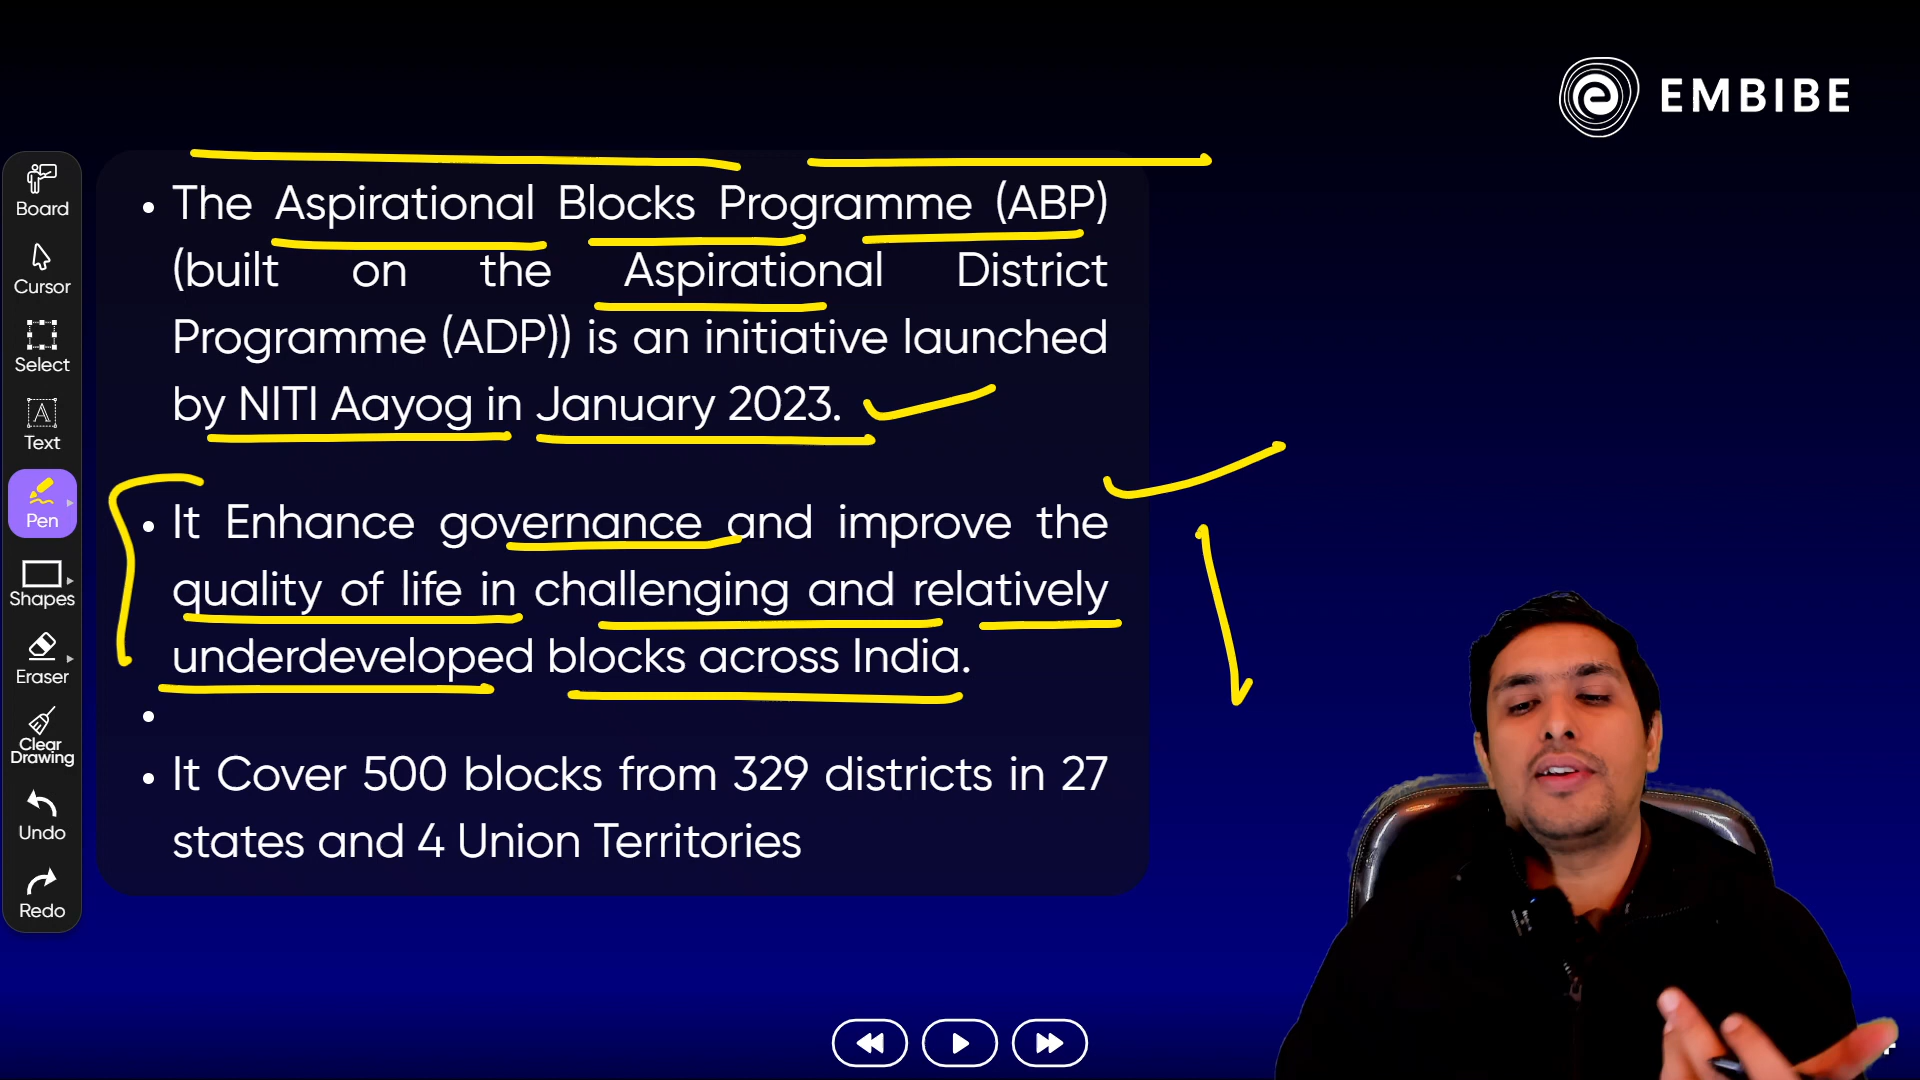 EMBIBE
Board
Cursor
Select
Text
Pen
Shapes
Eraser
Clear
Drawing
Undo
Redo
• The Aspirational Blocks Programme (ABP)
(built on the Aspirational District
Programme (ADP)) is an initiative launched
by NITI Aayog in January 2023.
• It Enhance governance and improve the
quality of life in challenging and relatively
underdeveloped blocks across India.
•
• It Cover 500 blocks from 329 districts in 27
states and 4 Union Territories